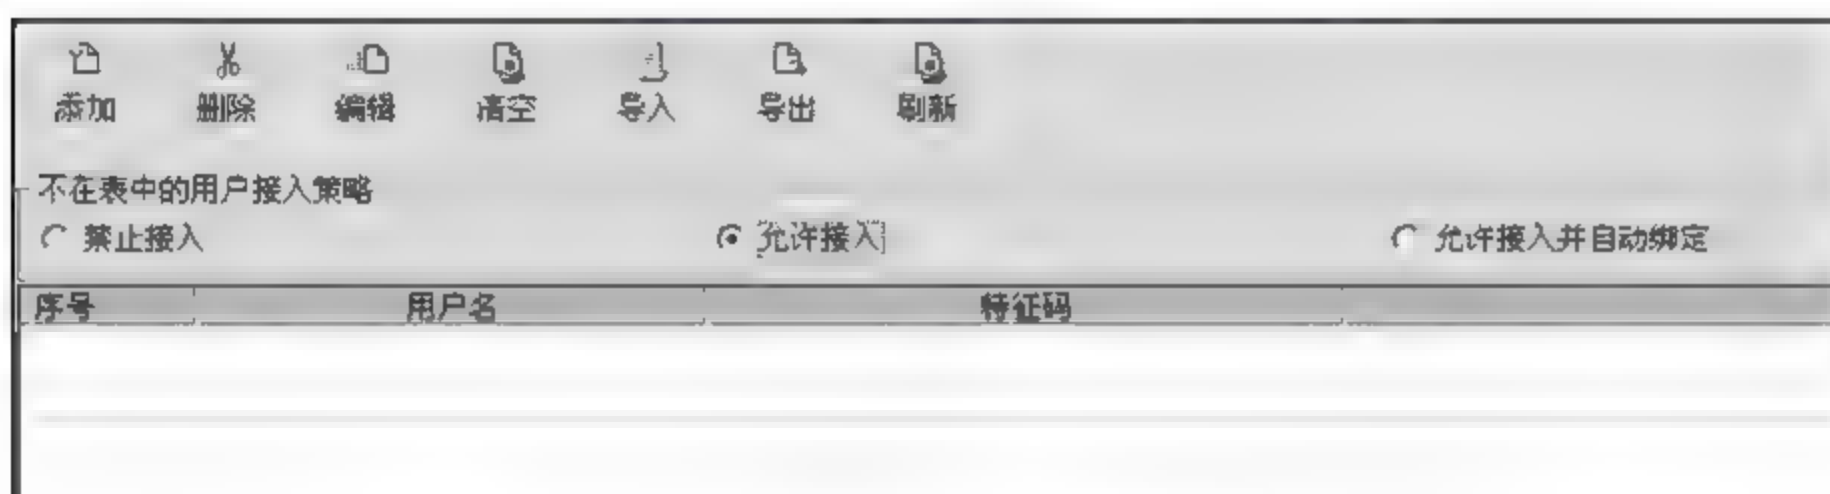 添加 删除 编辑 清空 导入 导出 刷新
不在表中的用户接入策略
禁止接入 允许接入 允许接入并自动绑定
序号 用户名 特征码